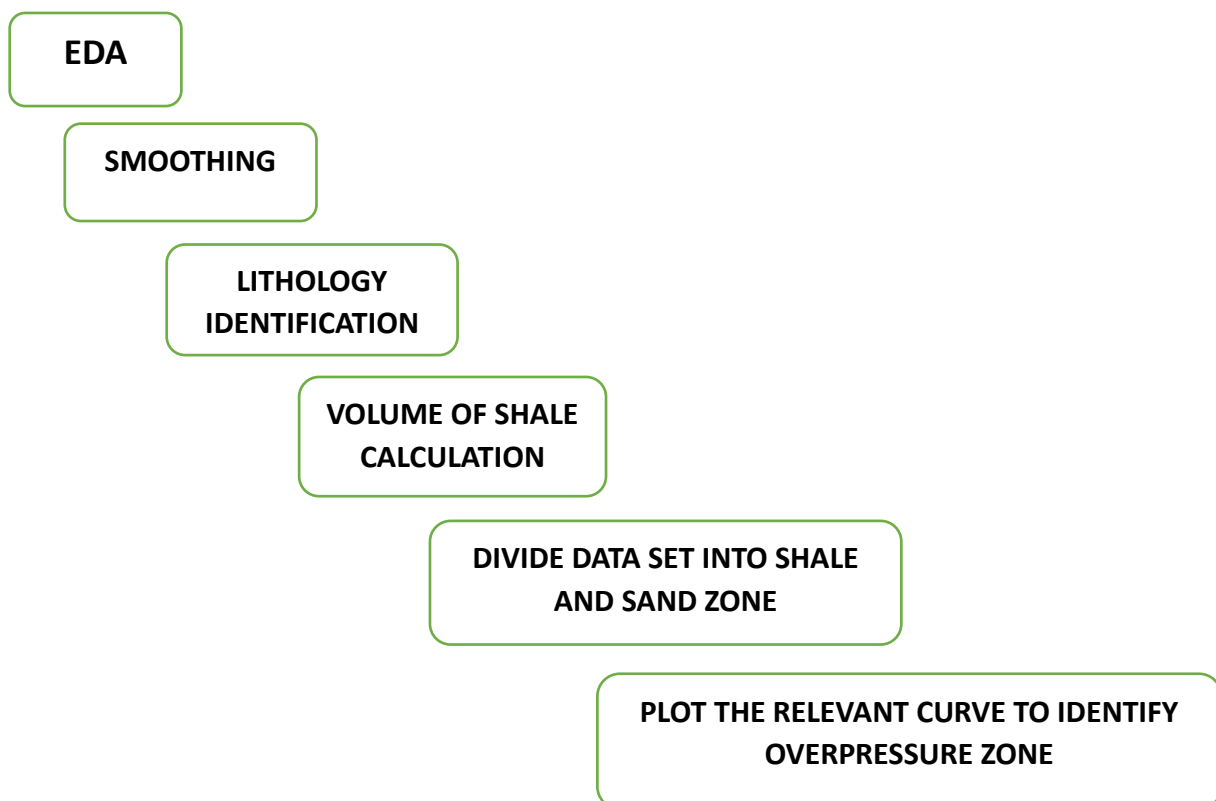 EDA
SMOOTHING
LITHOLOGY
IDENTIFICATION
VOLUME OF SHALE
CALCULATION
DIVIDE DATA SET INTO SHALE
AND SAND ZONE
PLOT THE RELEVANT CURVE TO IDENTIFY
OVERPRESSURE ZONE